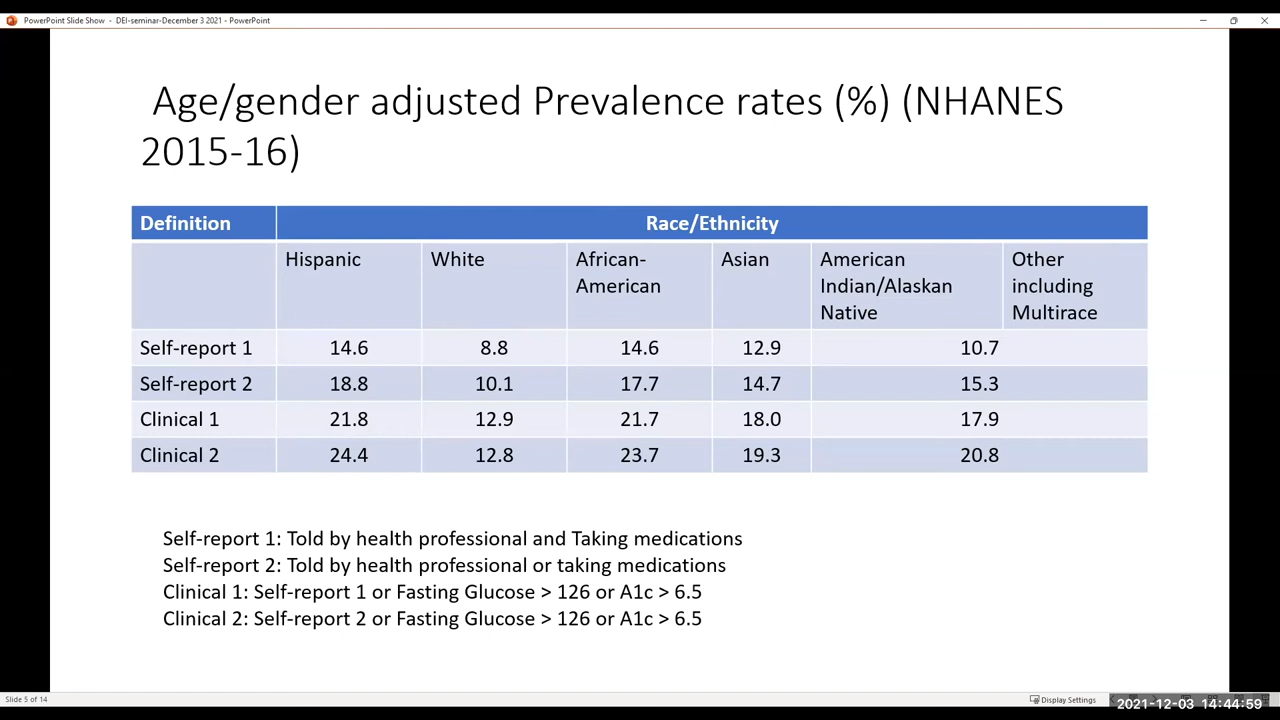 PowerPoint Slide Show - DEI-seminar-December 3 2021 - PowerPoint
Age/gender adjusted Prevalence rates (%) (NHANES
2015-16)
Definition Race/Ethnicity
Hispanic White African-American Asian American Indian/Alaskan Native Other including Multirace
Self-report 1 14.6 8.8 14.6 12.9 10.7
Self-report 2 18.8 10.1 17.7 14.7 15.3
Clinical 1 21.8 12.9 21.7 18.0 17.9
Clinical 2 24.4 12.8 23.7 19.3 20.8
Self-report 1: Told by health professional and Taking medications
Self-report 2: Told by health professional or taking medications
Clinical 1: Self-report 1 or Fasting Glucose > 126 or A1c > 6.5
Clinical 2: Self-report 2 or Fasting Glucose > 126 or A1c > 6.5
Slide 5 of 14 Display Settings
2021-12-03 14:44:59